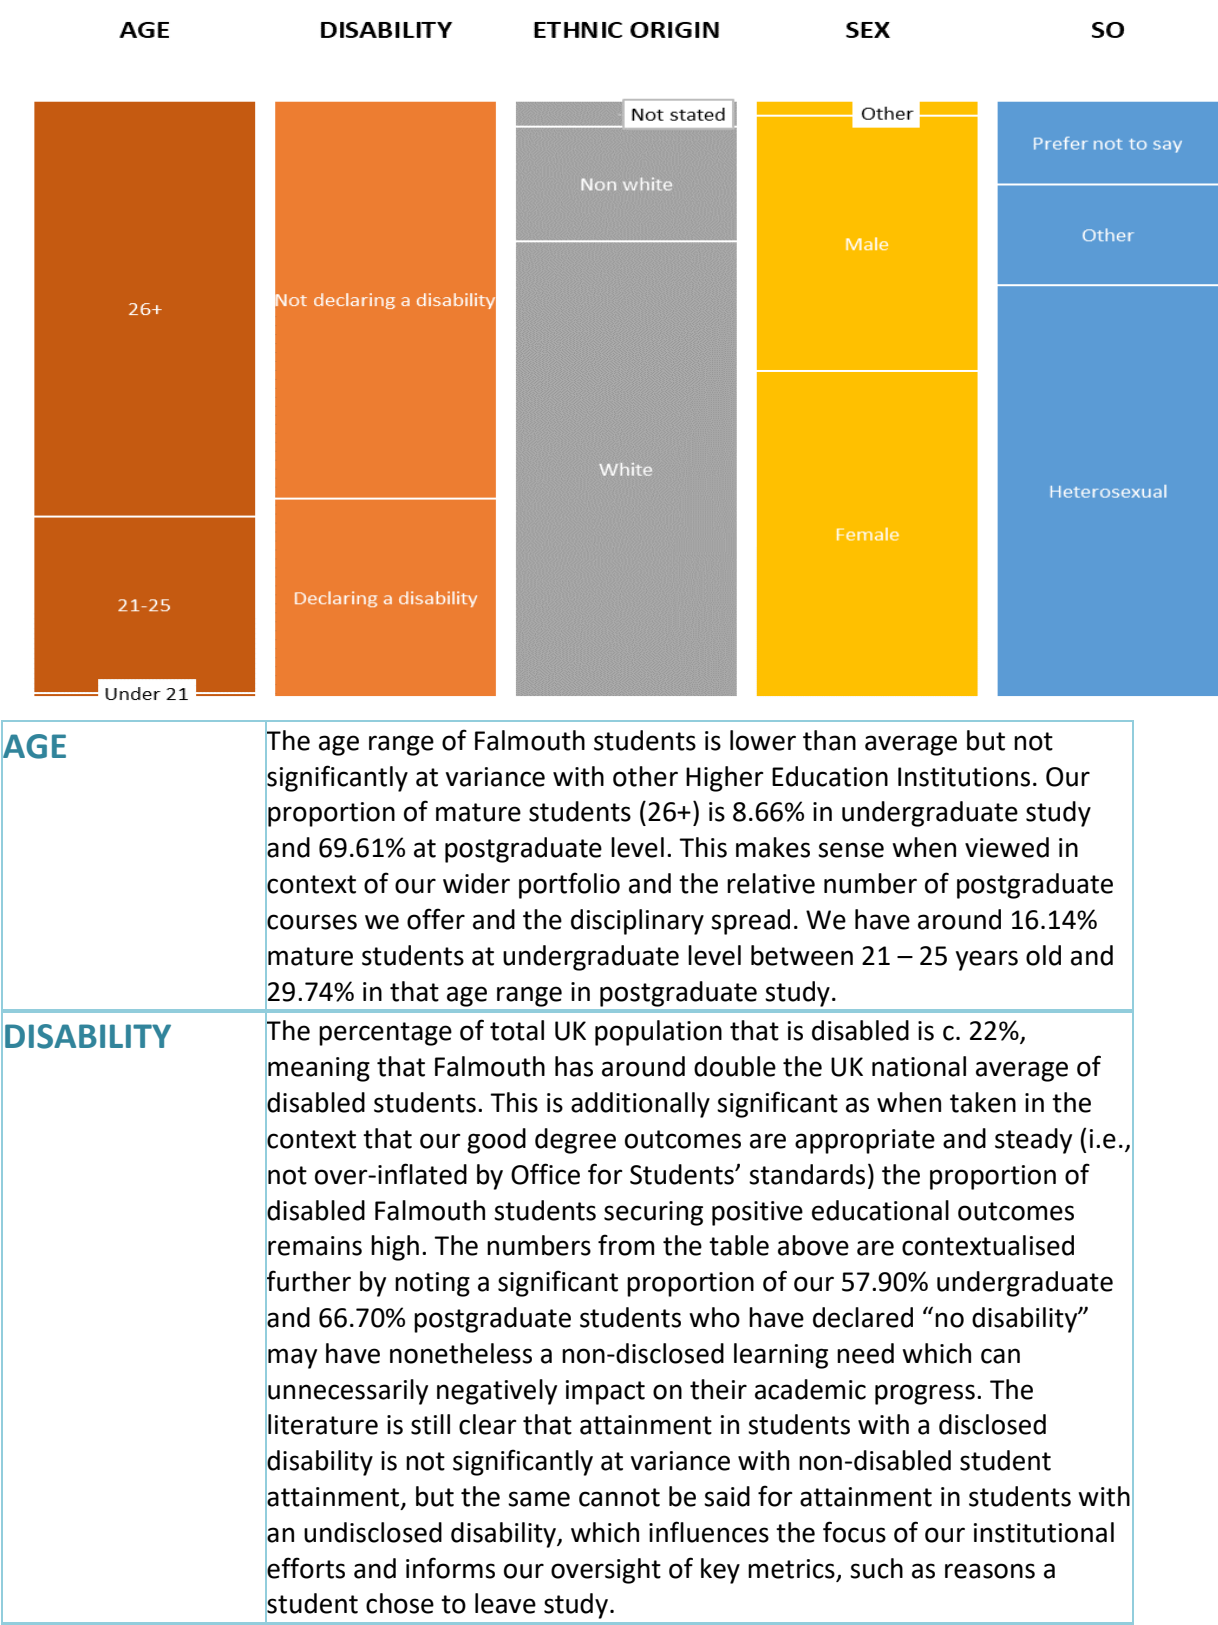 AGE
DISABILITY
ETHNIC ORIGIN
SEX
SO
26+
21-25
Under 21
Not declaring a disability
Declaring a disability
Not stated
Non white
White
Other
Male
Female
Prefer not to say
Other
Heterosexual
AGE
The age range of Falmouth students is lower than average but not
significantly at variance with other Higher Education Institutions. Our
proportion of mature students (26+) is 8.66% in undergraduate study
and 69.61% at postgraduate level. This makes sense when viewed in
context of our wider portfolio and the relative number of postgraduate
courses we offer and the disciplinary spread. We have around 16.14%
mature students at undergraduate level between 21 – 25 years old and
29.74% in that age range in postgraduate study.
DISABILITY
The percentage of total UK population that is disabled is c. 22%,
meaning that Falmouth has around double the UK national average of
disabled students. This is additionally significant as when taken in the
context that our good degree outcomes are appropriate and steady (i.e.,
not over-inflated by Office for Students’ standards) the proportion of
disabled Falmouth students securing positive educational outcomes
remains high. The numbers from the table above are contextualised
further by noting a significant proportion of our 57.90% undergraduate
and 66.70% postgraduate students who have declared “no disability”
may have nonetheless a non-disclosed learning need which can
unnecessarily negatively impact on their academic progress. The
literature is still clear that attainment in students with a disclosed
disability is not significantly at variance with non-disabled student
attainment, but the same cannot be said for attainment in students with
an undisclosed disability, which influences the focus of our institutional
efforts and informs our oversight of key metrics, such as reasons a
student chose to leave study.